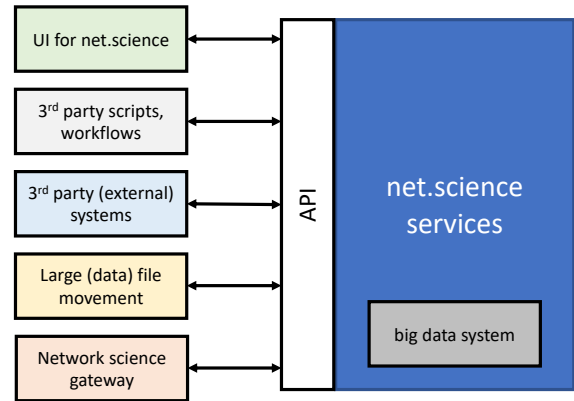 UI for net.science
3rd party scripts,
workflows
3rd party (external)
systems
Large (data) file
movement
Network science
gateway
API
net.science
services
big data system